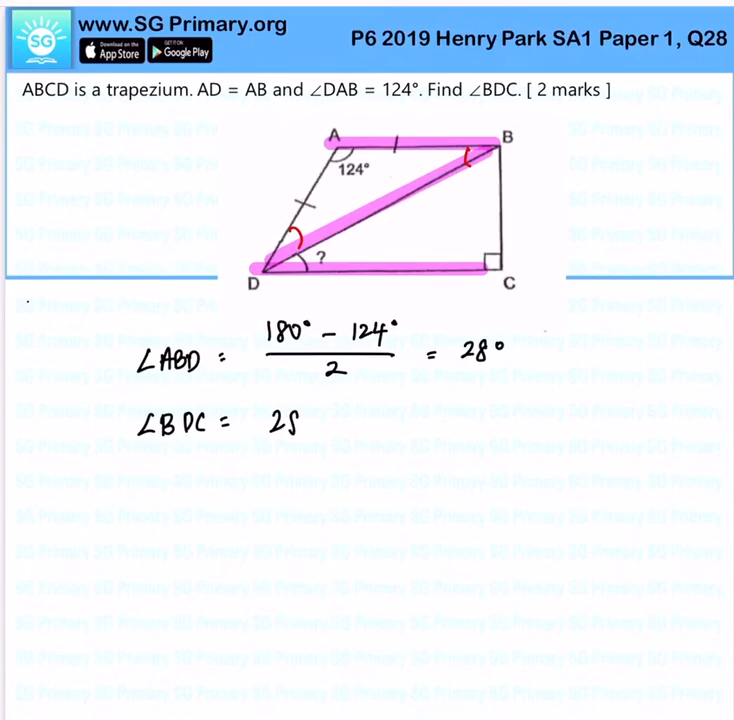 www.SG Primary.org
SG
Download on the App Store
GET IT ON Google Play
P6 2019 Henry Park SA1 Paper 1, Q28
ABCD is a trapezium. AD = AB and ∠DAB = 124°. Find ∠BDC. [ 2 marks ]
A
B
124°
?
D
C
∠ABD = (180° - 124°) / 2 = 28°
∠BDC = 25